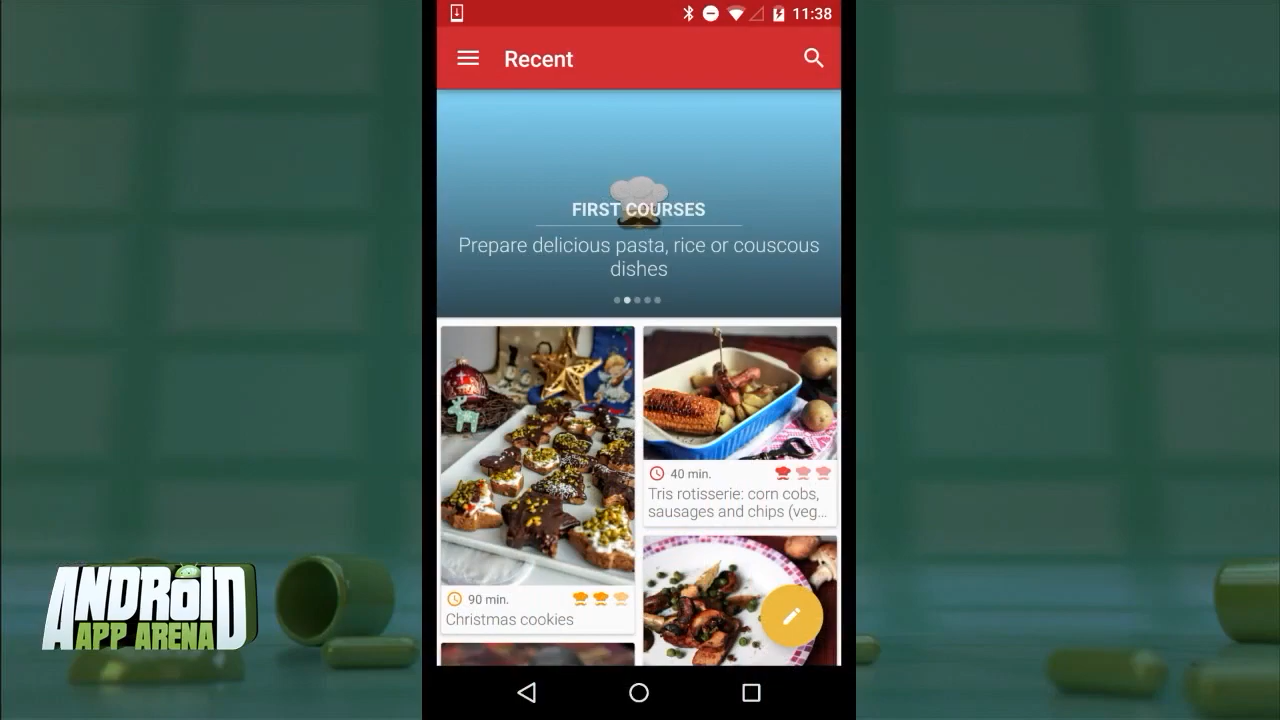 11:38
Recent
FIRST COURSES
Prepare delicious pasta, rice or couscous
dishes
40 min.
Tris rotisserie: corn cobs,
sausages and chips (veg...
90 min.
Christmas cookies
ANDROID
APP ARENA